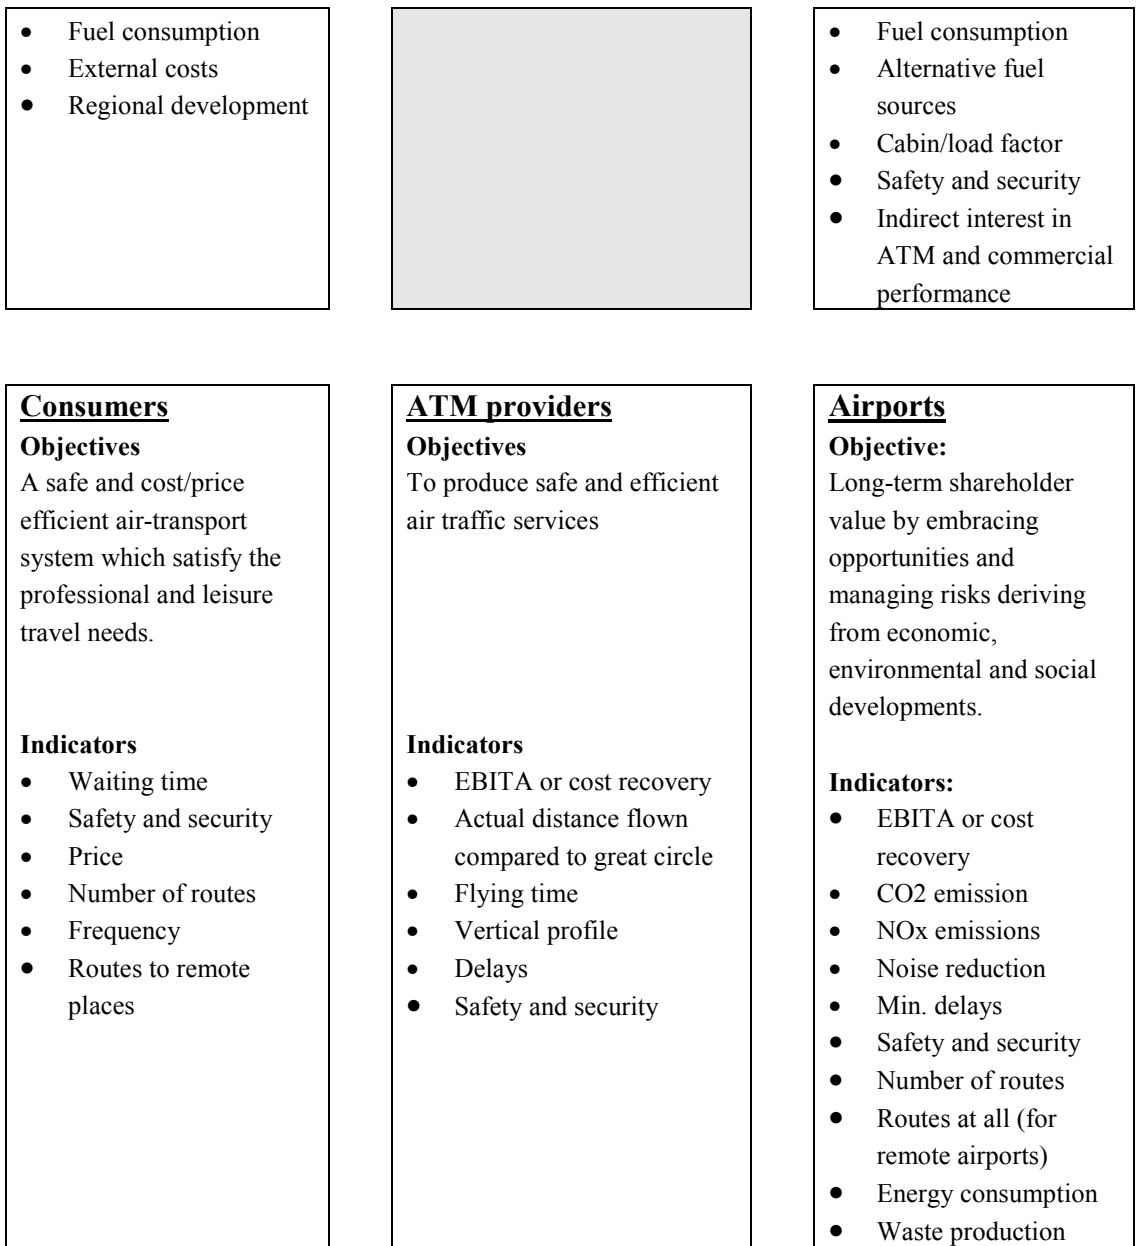 • Fuel consumption
• External costs
• Regional development
• Fuel consumption
• Alternative fuel
sources
• Cabin/load factor
• Safety and security
• Indirect interest in
ATM and commercial
performance
Consumers
Objectives
A safe and cost/price
efficient air-transport
system which satisfy the
professional and leisure
travel needs.
Indicators
• Waiting time
• Safety and security
• Price
• Number of routes
• Frequency
• Routes to remote
places
ATM providers
Objectives
To produce safe and efficient
air traffic services
Indicators
• EBITA or cost recovery
• Actual distance flown
compared to great circle
• Flying time
• Vertical profile
• Delays
• Safety and security
Airports
Objective:
Long-term shareholder
value by embracing
opportunities and
managing risks deriving
from economic,
environmental and social
developments.
Indicators:
• EBITA or cost
recovery
• CO2 emission
• NOx emissions
• Noise reduction
• Min. delays
• Safety and security
• Number of routes
• Routes at all (for
remote airports)
• Energy consumption
• Waste production